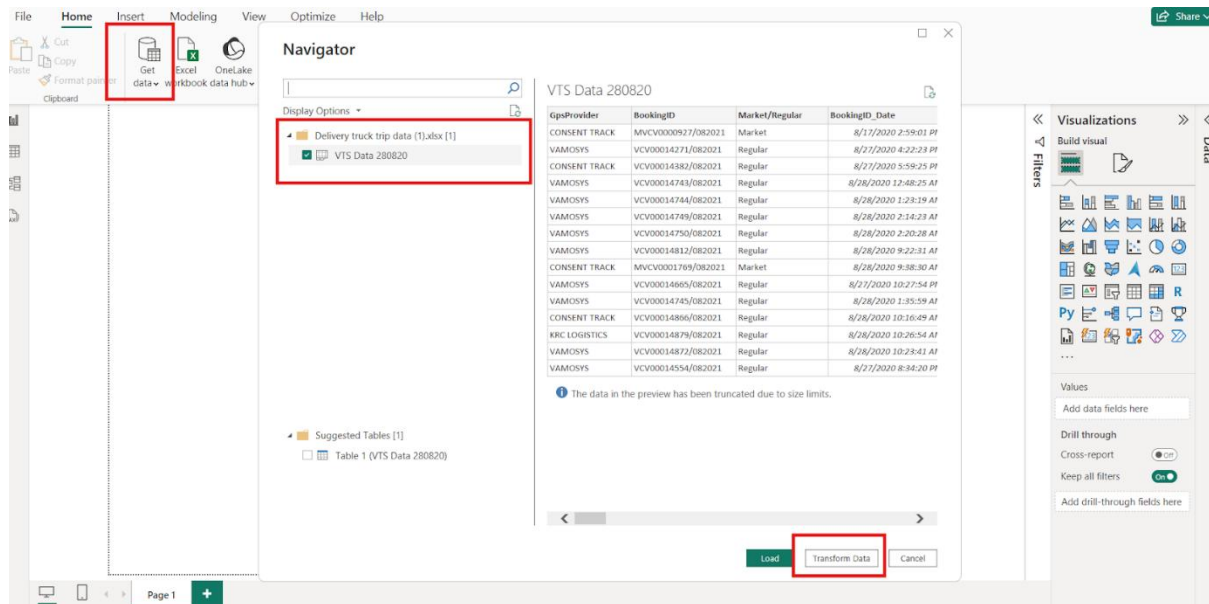 File Home Insert Modeling View Optimize Help
Share
Paste
Cut
Copy
Format painter
Clipboard
Get data
Excel workbook
OneLake data hub
Navigator
Display Options
Delivery truck trip data (1).xlsx [1]
VTS Data 280820
Suggested Tables [1]
Table 1 (VTS Data 280820)
VTS Data 280820
GpsProvider BookingID Market/Regular BookingID_Date
CONSENT TRACK MVCV0000927/082021 Market 8/17/2020 2:59:01 PM
VAMOSYS VCV00014271/082021 Regular 8/27/2020 4:22:23 PM
CONSENT TRACK VCV00014382/082021 Regular 8/27/2020 5:59:25 PM
VAMOSYS VCV00014743/082021 Regular 8/28/2020 12:48:25 AM
VAMOSYS VCV00014744/082021 Regular 8/28/2020 1:23:19 AM
VAMOSYS VCV00014749/082021 Regular 8/28/2020 2:14:23 AM
VAMOSYS VCV00014750/082021 Regular 8/28/2020 2:20:28 AM
VAMOSYS VCV00014812/082021 Regular 8/28/2020 9:22:31 AM
CONSENT TRACK MVCV0001769/082021 Market 8/28/2020 9:38:30 AM
VAMOSYS VCV00014665/082021 Regular 8/27/2020 10:27:54 PM
VAMOSYS VCV00014745/082021 Regular 8/28/2020 1:35:59 AM
CONSENT TRACK VCV00014866/082021 Regular 8/28/2020 10:16:49 AM
KRC LOGISTICS VCV00014879/082021 Regular 8/28/2020 10:26:54 AM
VAMOSYS VCV00014872/082021 Regular 8/28/2020 10:23:41 AM
VAMOSYS VCV00014554/082021 Regular 8/27/2020 8:34:20 PM
The data in the preview has been truncated due to size limits.
Load Transform Data Cancel
Filters
Visualizations
Data
Build visual
123
R
Py
...
Values
Add data fields here
Drill through
Cross-report Off
Keep all filters On
Add drill-through fields here
Page 1 +